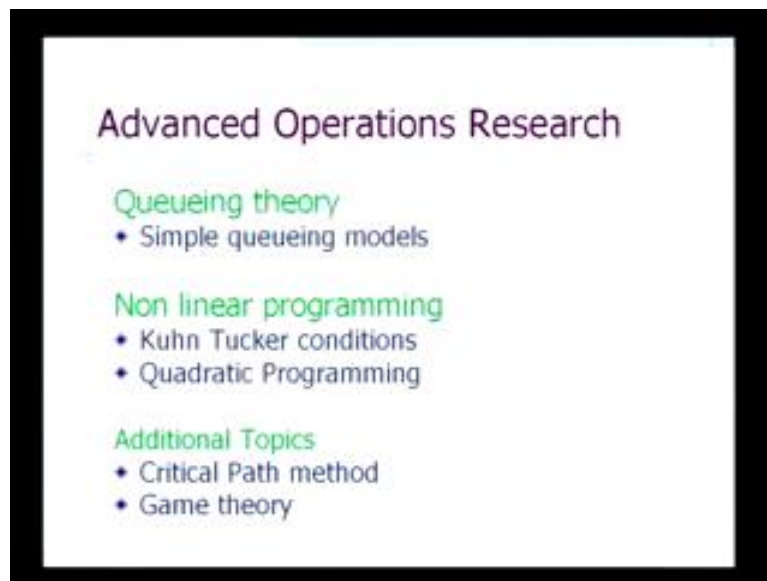 Advanced Operations Research
Queueing theory
• Simple queueing models
Non linear programming
• Kuhn Tucker conditions
• Quadratic Programming
Additional Topics
• Critical Path method
• Game theory